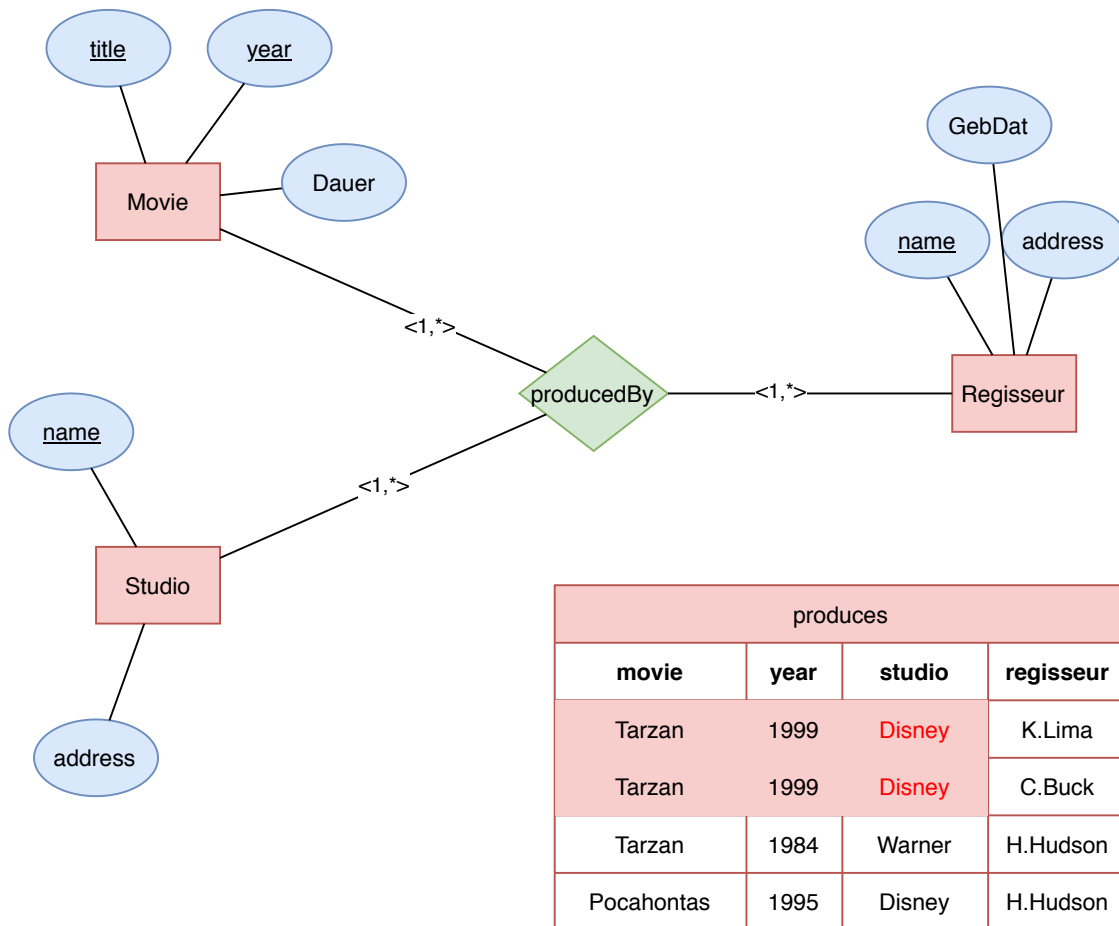 title
year
Dauer
Movie
GebDat
name
address
<1,*>
producedBy
<1,*>
Regisseur
name
<1,*>
Studio
address
produces
movie year studio regisseur
Tarzan 1999 Disney K.Lima
Tarzan 1999 Disney C.Buck
Tarzan 1984 Warner H.Hudson
Pocahontas 1995 Disney H.Hudson